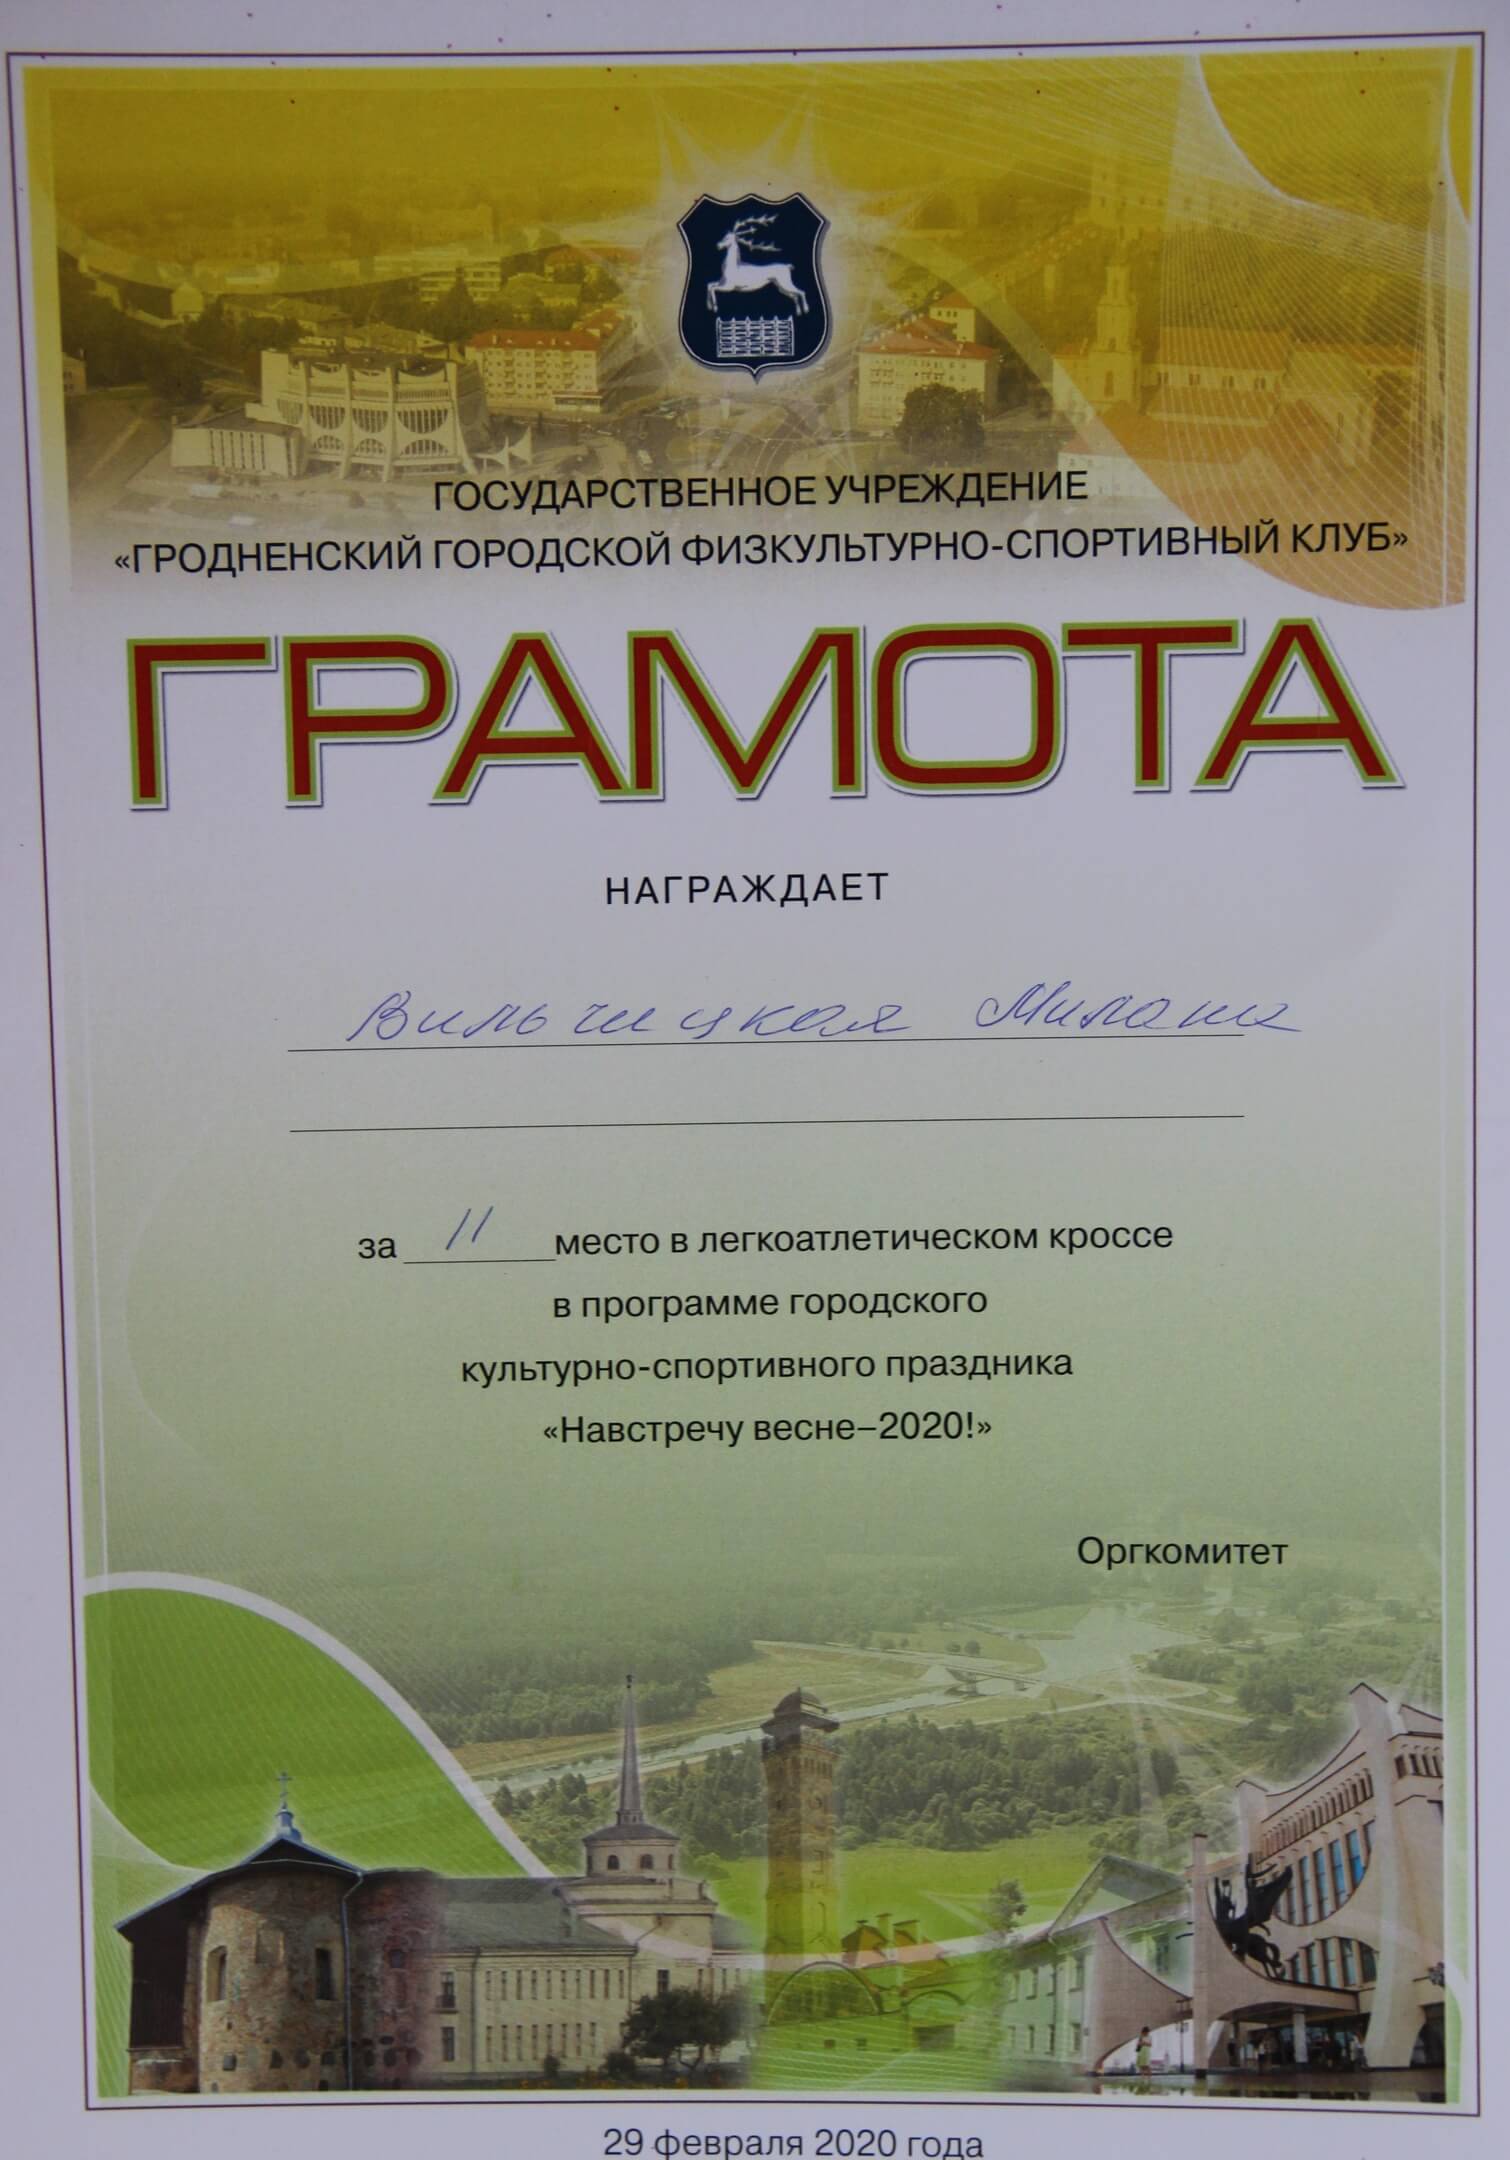 ГОСУДАРСТВЕННОЕ УЧРЕЖДЕНИЕ
«ГРОДНЕНСКИЙ ГОРОДСКОЙ ФИЗКУЛЬТУРНО-СПОРТИВНЫЙ КЛУБ»
ГРАМОТА
НАГРАЖДАЕТ
Вильчицкая Милана
за 11 место в легкоатлетическом кроссе
в программе городского
культурно-спортивного праздника
«Навстречу весне–2020!»
Оргкомитет
29 февраля 2020 года